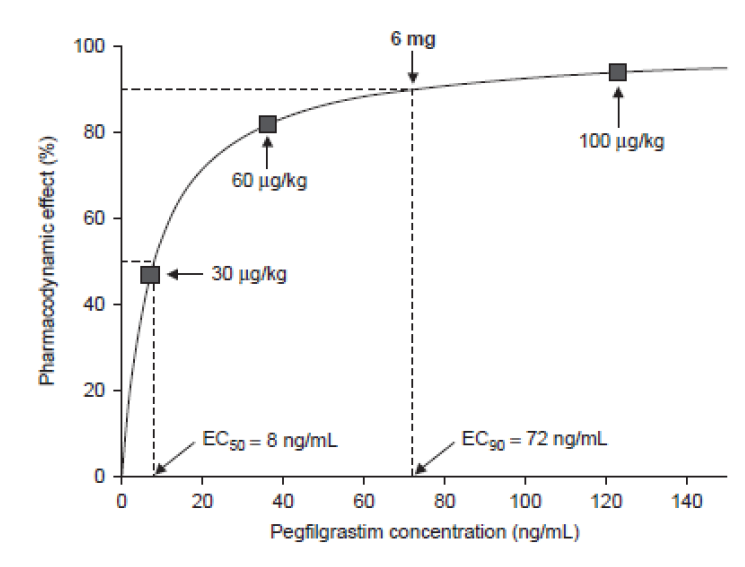 6 mg
100
80
60
40
20
0
Pharmacodynamic effect (%)
100 µg/kg
60 µg/kg
30 µg/kg
EC50 = 8 ng/mL
EC90 = 72 ng/mL
0 20 40 60 80 100 120 140
Pegfilgrastim concentration (ng/mL)